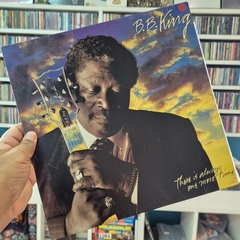 B.B. King
There is always
one more time